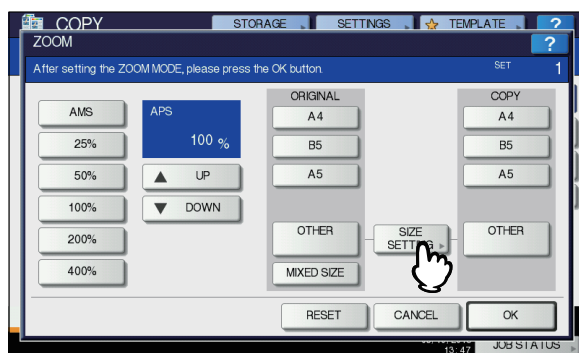 COPY STORAGE SETTINGS TEMPLATE ?
ZOOM ?
After setting the ZOOM MODE, please press the OK button. SET 1
ORIGINAL COPY
AMS APS A4 A4
25% 100 % B5 B5
50% UP A5 A5
100% DOWN
200% OTHER SIZE SETTING OTHER
400% MIXED SIZE
RESET CANCEL OK
13:47 JOB STATUS